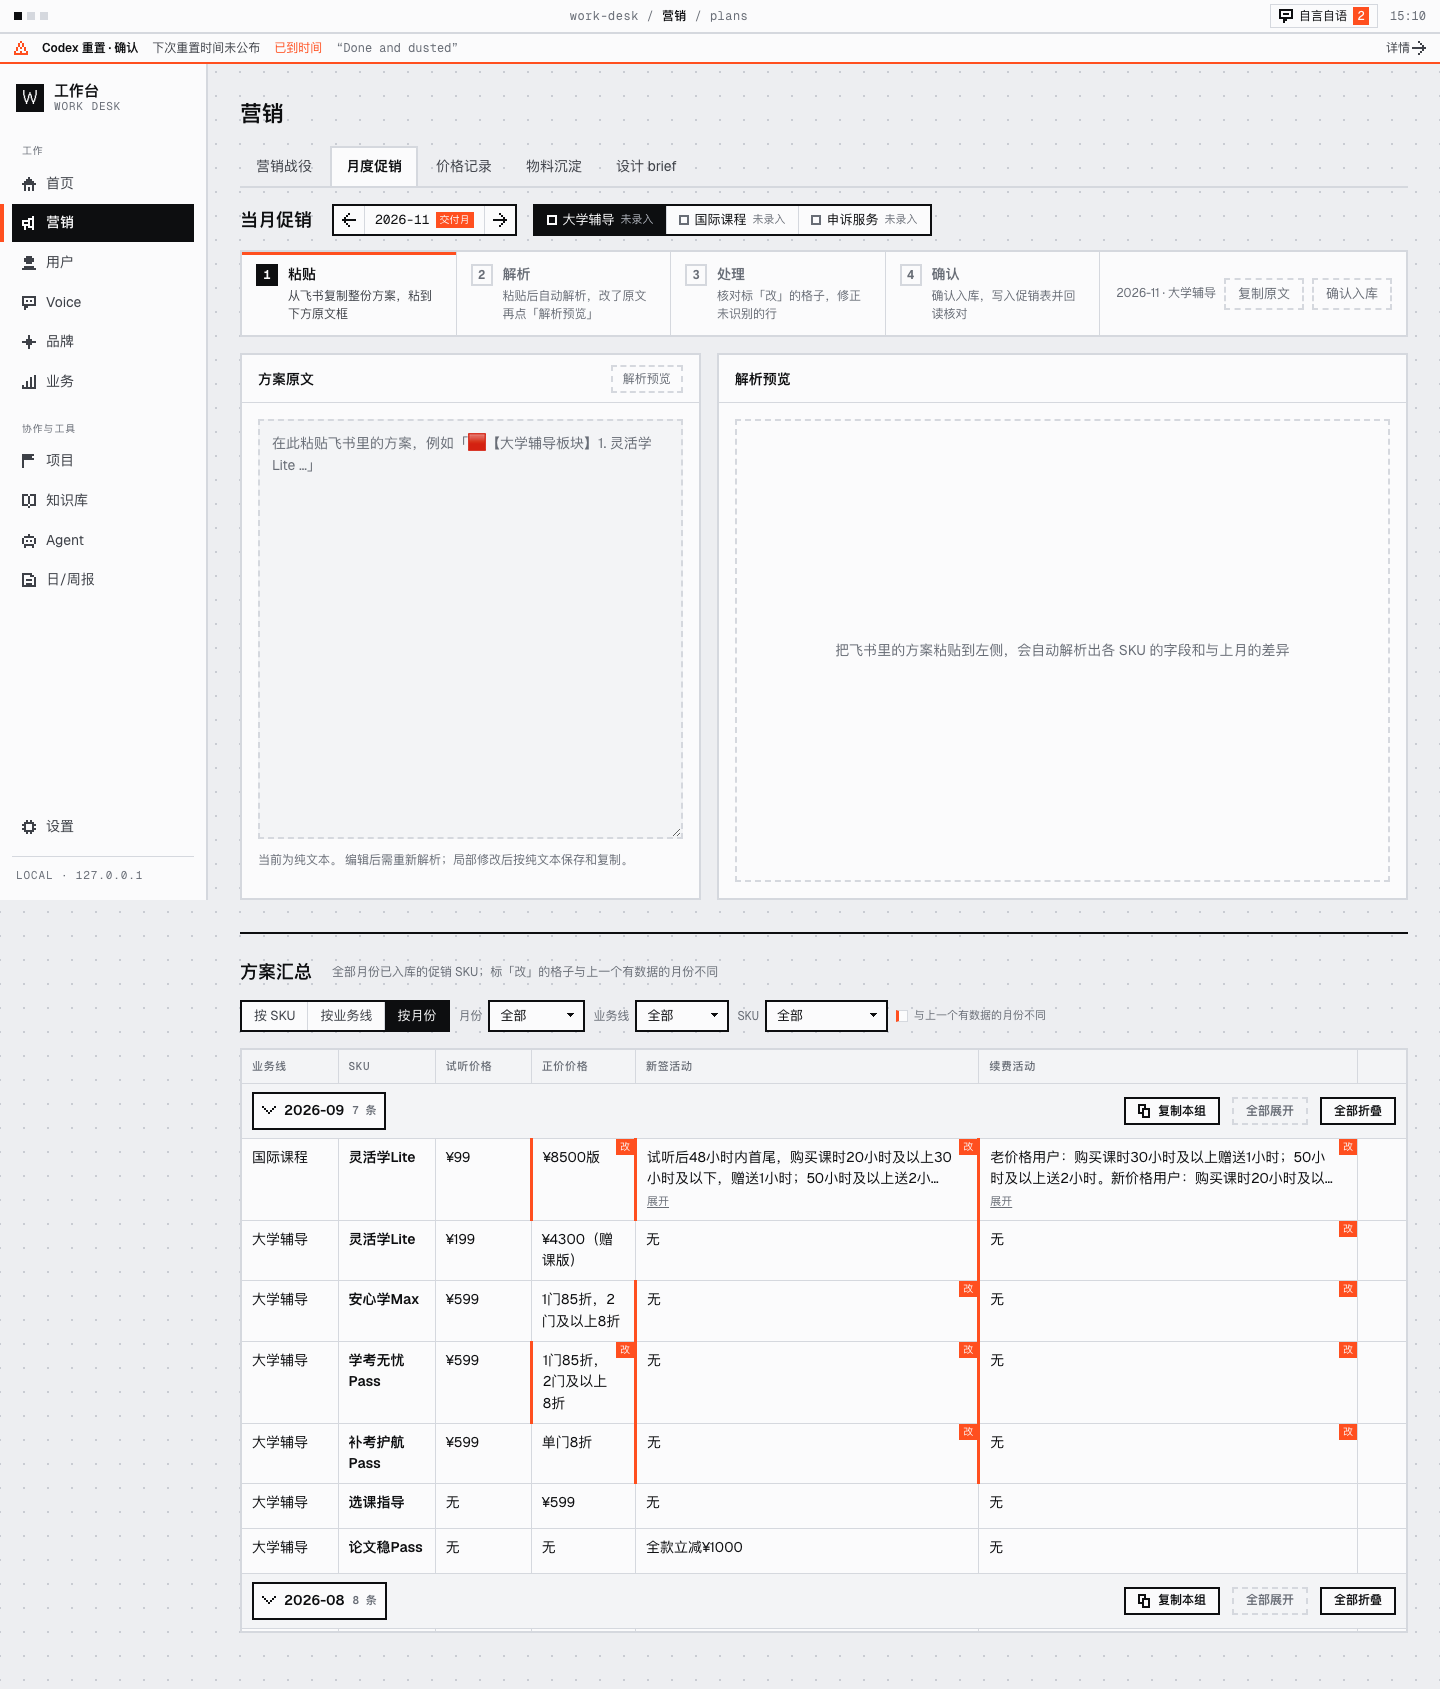 work-desk / 营销 / plans
自言自语 2
15:10
Codex 重置 · 确认 下次重置时间未公布 已到时间 “Done and dusted”
详情
W
工作台
WORK DESK
工作
首页
营销
用户
Voice
品牌
业务
协作与工具
项目
知识库
Agent
日/周报
设置
LOCAL · 127.0.0.1
营销
营销战役 月度促销 价格记录 物料沉淀 设计 brief
当月促销
2026-11 交付月
大学辅导 未录入 国际课程 未录入 申诉服务 未录入
1 粘贴
从飞书复制整份方案，粘到
下方原文框
2 解析
粘贴后自动解析，改了原文
再点「解析预览」
3 处理
核对标「改」的格子，修正
未识别的行
4 确认
确认入库，写入促销表并回
读核对
2026-11 · 大学辅导
复制原文
确认入库
方案原文
解析预览
在此粘贴飞书里的方案，例如「🟥【大学辅导板块】1. 灵活学
Lite ...」
当前为纯文本。 编辑后需重新解析；局部修改后按纯文本保存和复制。
解析预览
把飞书里的方案粘贴到左侧，会自动解析出各 SKU 的字段和与上月的差异
方案汇总
全部月份已入库的促销 SKU；标「改」的格子与上一个有数据的月份不同
按 SKU 按业务线 按月份
月份 全部
业务线 全部
SKU 全部
与上一个有数据的月份不同
业务线 SKU 试听价格 正价价格 新签活动 续费活动
2026-09 7 条
复制本组 全部展开 全部折叠
国际课程
灵活学Lite
¥99
¥8500版
改
试听后48小时内首尾，购买课时20小时及以上30
小时及以下，赠送1小时；50小时及以上送2小...
展开
改
老价格用户：购买课时30小时及以上赠送1小时；50小
时及以上送2小时。新价格用户：购买课时20小时及以...
展开
改
大学辅导
灵活学Lite
¥199
¥4300（赠
课版）
无
无
改
大学辅导
安心学Max
¥599
1门85折，2
门及以上8折
无
改
无
改
大学辅导
学考无忧
Pass
¥599
1门85折，
2门及以上
8折
改
无
改
无
改
大学辅导
补考护航
Pass
¥599
单门8折
无
改
无
改
大学辅导
选课指导
无
¥599
无
无
大学辅导
论文稳Pass
无
无
全款立减¥1000
无
2026-08 8 条
复制本组 全部展开 全部折叠